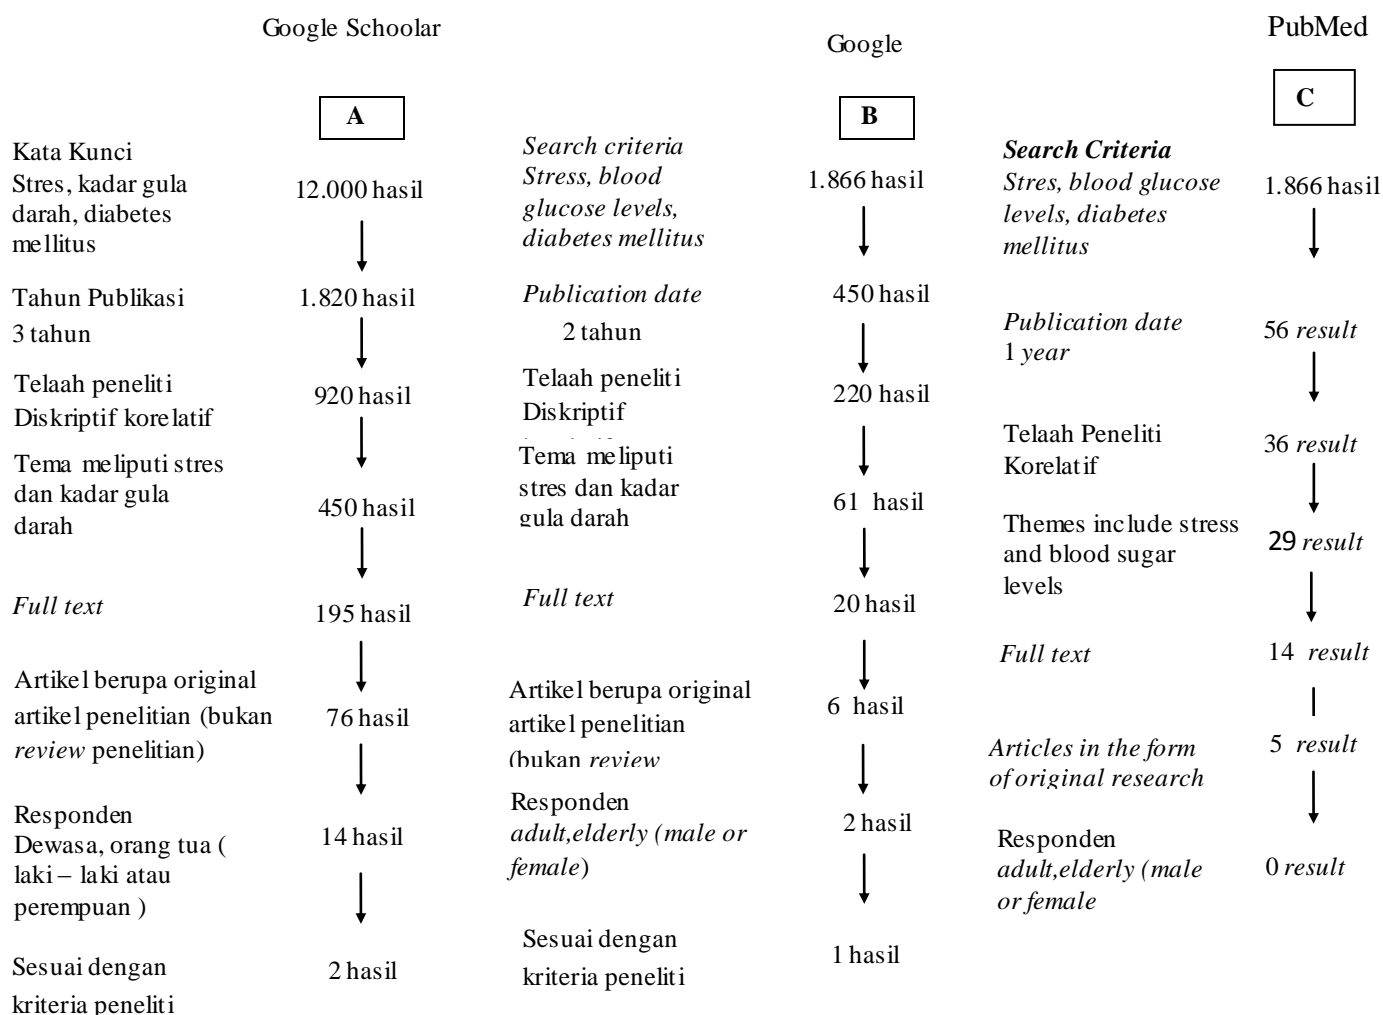 Google Schoolar
A
Kata Kunci
Stres, kadar gula
darah, diabetes
mellitus
12.000 hasil
Tahun Publikasi
3 tahun
1.820 hasil
Telaah peneliti
Diskriptif korelatif
920 hasil
Tema meliputi stres
dan kadar gula
darah
450 hasil
Full text
195 hasil
Artikel berupa original
artikel penelitian (bukan
review penelitian)
76 hasil
Responden
Dewasa, orang tua (
laki – laki atau
perempuan )
14 hasil
Sesuai dengan
kriteria peneliti
2 hasil
Google
B
Search criteria
Stress, blood
glucose levels,
diabetes mellitus
1.866 hasil
Publication date
2 tahun
450 hasil
Telaah peneliti
Diskriptif
220 hasil
Tema meliputi
stres dan kadar
gula darah
61 hasil
Full text
20 hasil
Artikel berupa original
artikel penelitian
(bukan review
6 hasil
Responden
adult,elderly (male or
female)
2 hasil
Sesuai dengan
kriteria peneliti
1 hasil
PubMed
C
Search Criteria
Stres, blood glucose
levels, diabetes
mellitus
1.866 hasil
Publication date
1 year
56 result
Telaah Peneliti
Korelatif
36 result
Themes include stress
and blood sugar
levels
29 result
Full text
14 result
Articles in the form
of original research
5 result
Responden
adult,elderly (male
or female
0 result